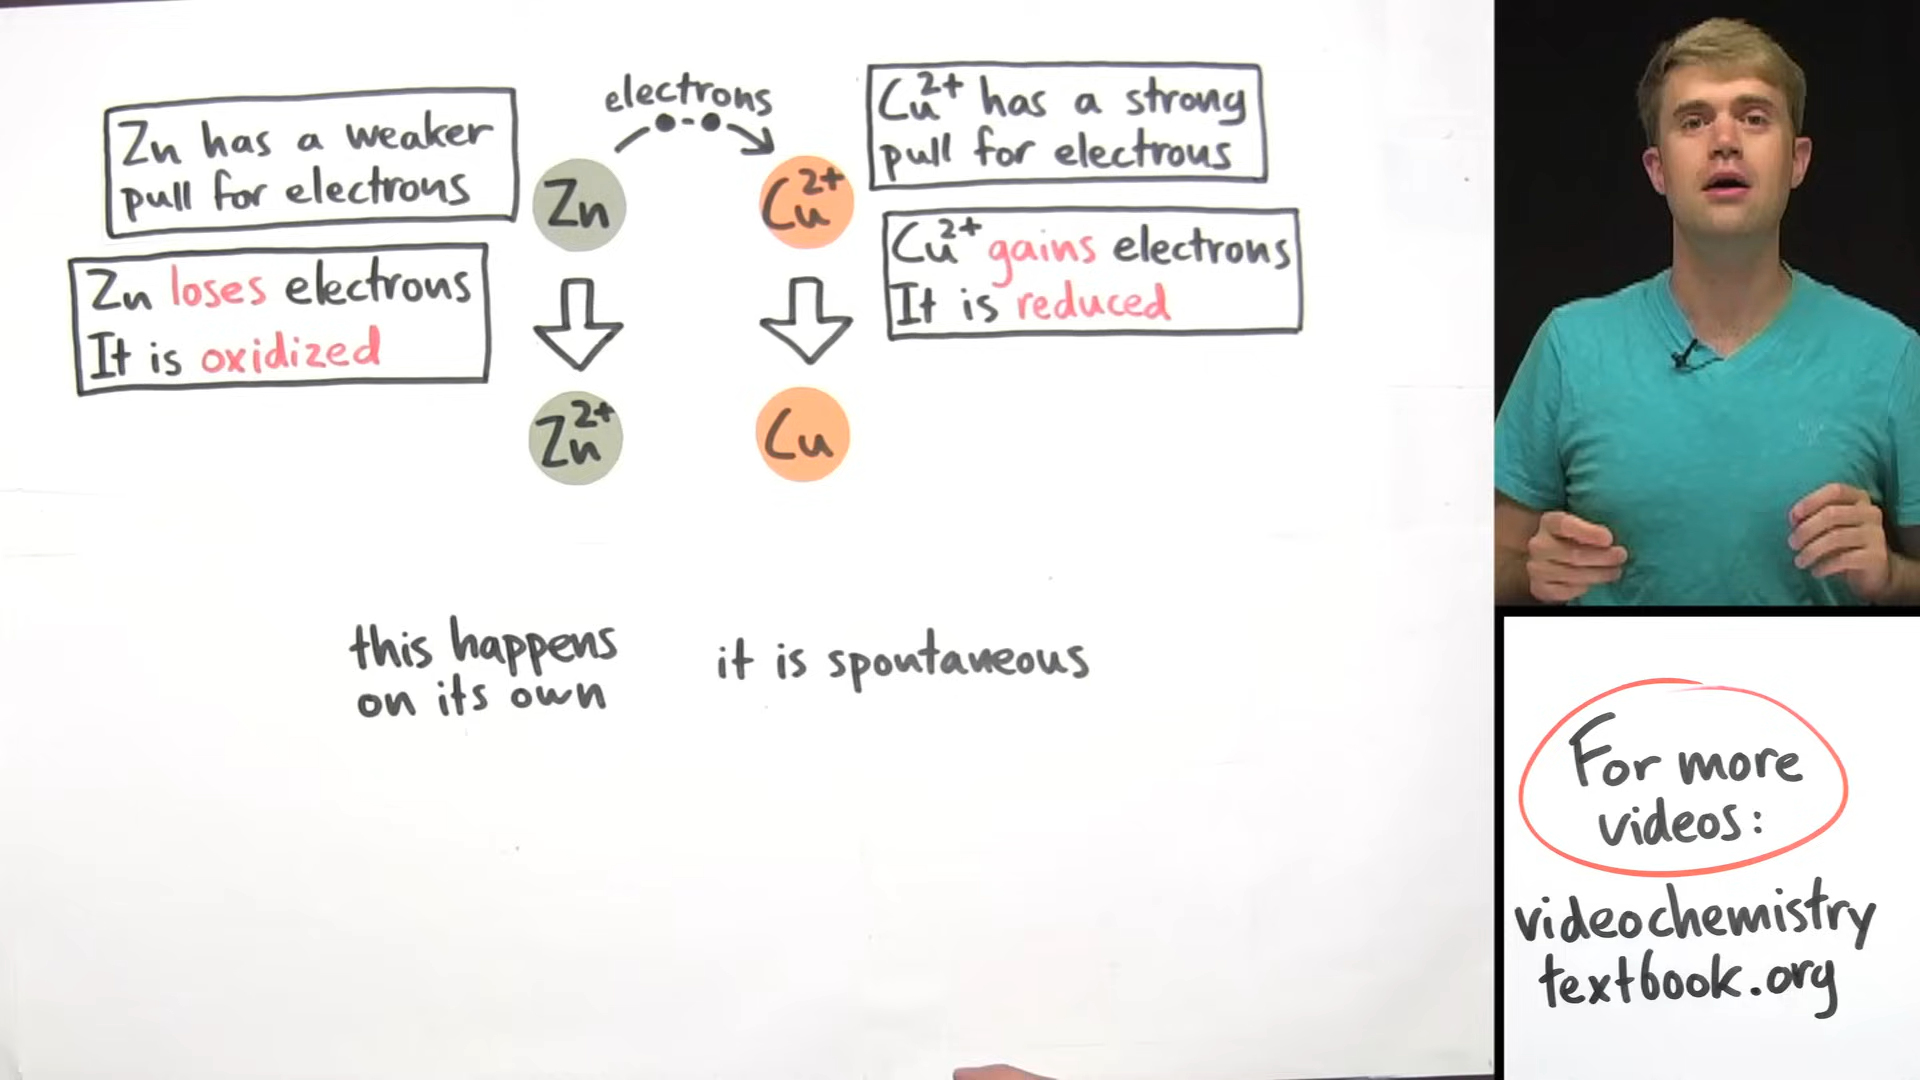 Zn has a weaker
pull for electrons
Zn loses electrons
It is oxidized
electrons
Zn
Cu²⁺
Zn²⁺
Cu
Cu²⁺ has a strong
pull for electrons
Cu²⁺ gains electrons
It is reduced
this happens
on its own
it is spontaneous
For more
videos:
videochemistry
textbook.org